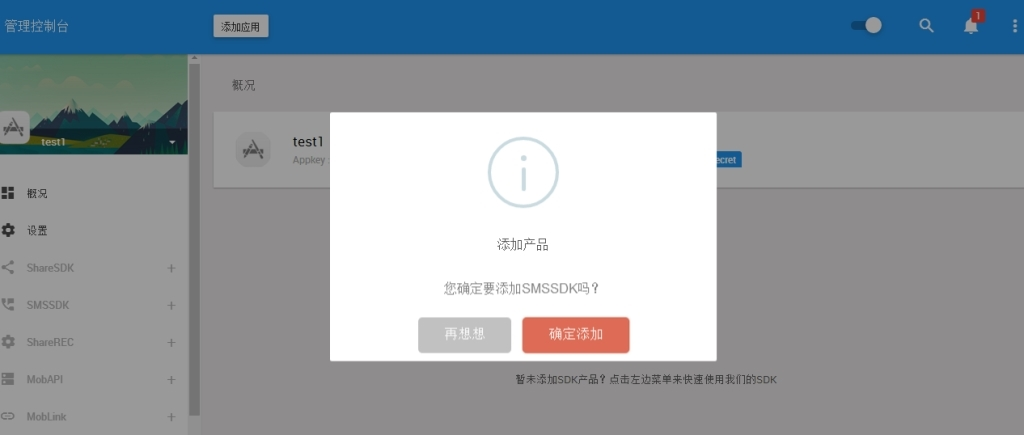 管理控制台
添加应用
1
test1
概况
设置
ShareSDK
SMSSDK
ShareREC
MobAPI
MobLink
概况
test1
Appkey :
ecret
添加产品
您确定要添加SMSSDK吗?
再想想
确定添加
暂未添加SDK产品? 点击左边菜单来快速使用我们的SDK